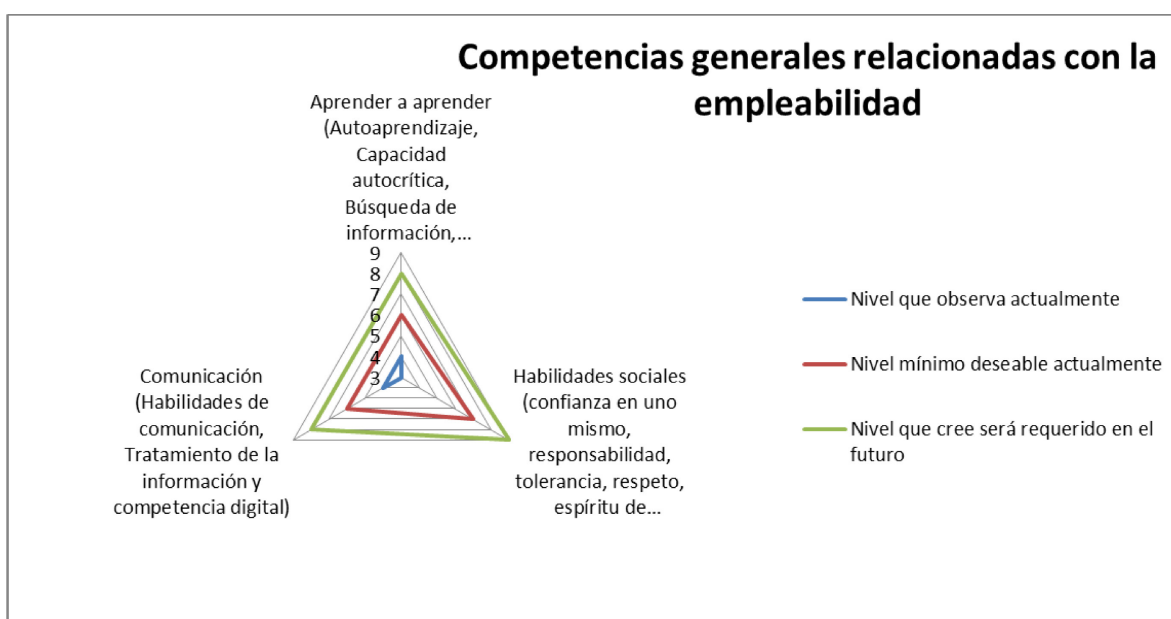 Competencias generales relacionadas con la
empleabilidad
Aprender a aprender
(Autoaprendizaje,
Capacidad
autocrítica,
Búsqueda de
información,...
9
8
7
6
5
4
3
Habilidades sociales
(confianza en uno
mismo,
responsabilidad,
tolerancia, respeto,
espíritu de...
Comunicación
(Habilidades de
comunicación,
Tratamiento de la
información y
competencia digital)
Nivel que observa actualmente
Nivel mínimo deseable actualmente
Nivel que cree será requerido en el
futuro